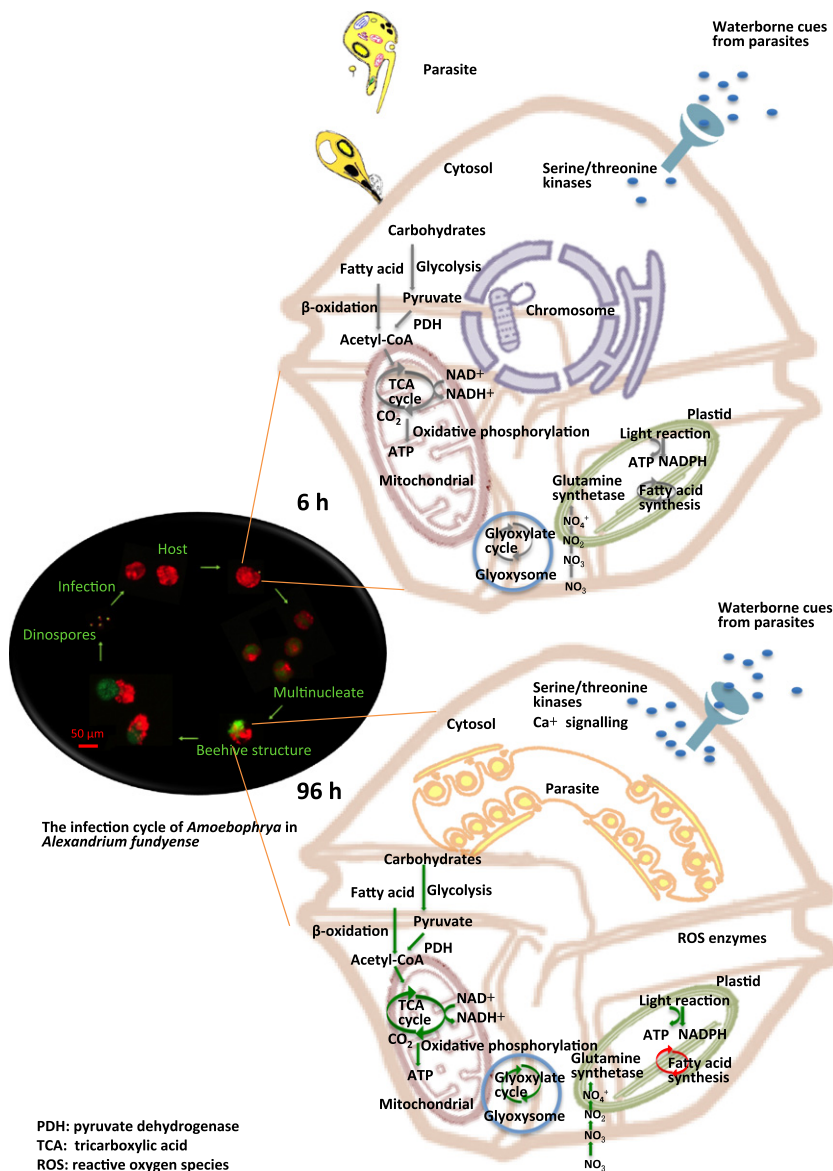 Waterborne cues
from parasites
Parasite
Cytosol
Serine/threonine
kinases
Carbohydrates
Fatty acid
Glycolysis
β-oxidation
Pyruvate
Chromosome
PDH
Acetyl-CoA
NAD+
TCA
cycle
NADH+
CO2
Oxidative phosphorylation
ATP
Mitochondrial
Plastid
Light reaction
ATP NADPH
Glutamine
synthetase
Fatty acid
synthesis
NO4+
NO2
NO3
NO3
Glyoxylate
cycle
Glyoxysome
6 h
Host
Infection
Dinospores
Multinucleate
50 µm
Beehive structure
96 h
The infection cycle of Amoebophrya in
Alexandrium fundyense
Waterborne cues
from parasites
Serine/threonine
kinases
Ca+ signalling
Cytosol
Parasite
Carbohydrates
Fatty acid
Glycolysis
β-oxidation
Pyruvate
PDH
Acetyl-CoA
ROS enzymes
NAD+
TCA
cycle
NADH+
CO2
Oxidative phosphorylation
ATP
Mitochondrial
Plastid
Light reaction
ATP NADPH
Glutamine
synthetase
Fatty acid
synthesis
NO4+
NO2
NO3
NO3
Glyoxylate
cycle
Glyoxysome
PDH: pyruvate dehydrogenase
TCA: tricarboxylic acid
ROS: reactive oxygen species